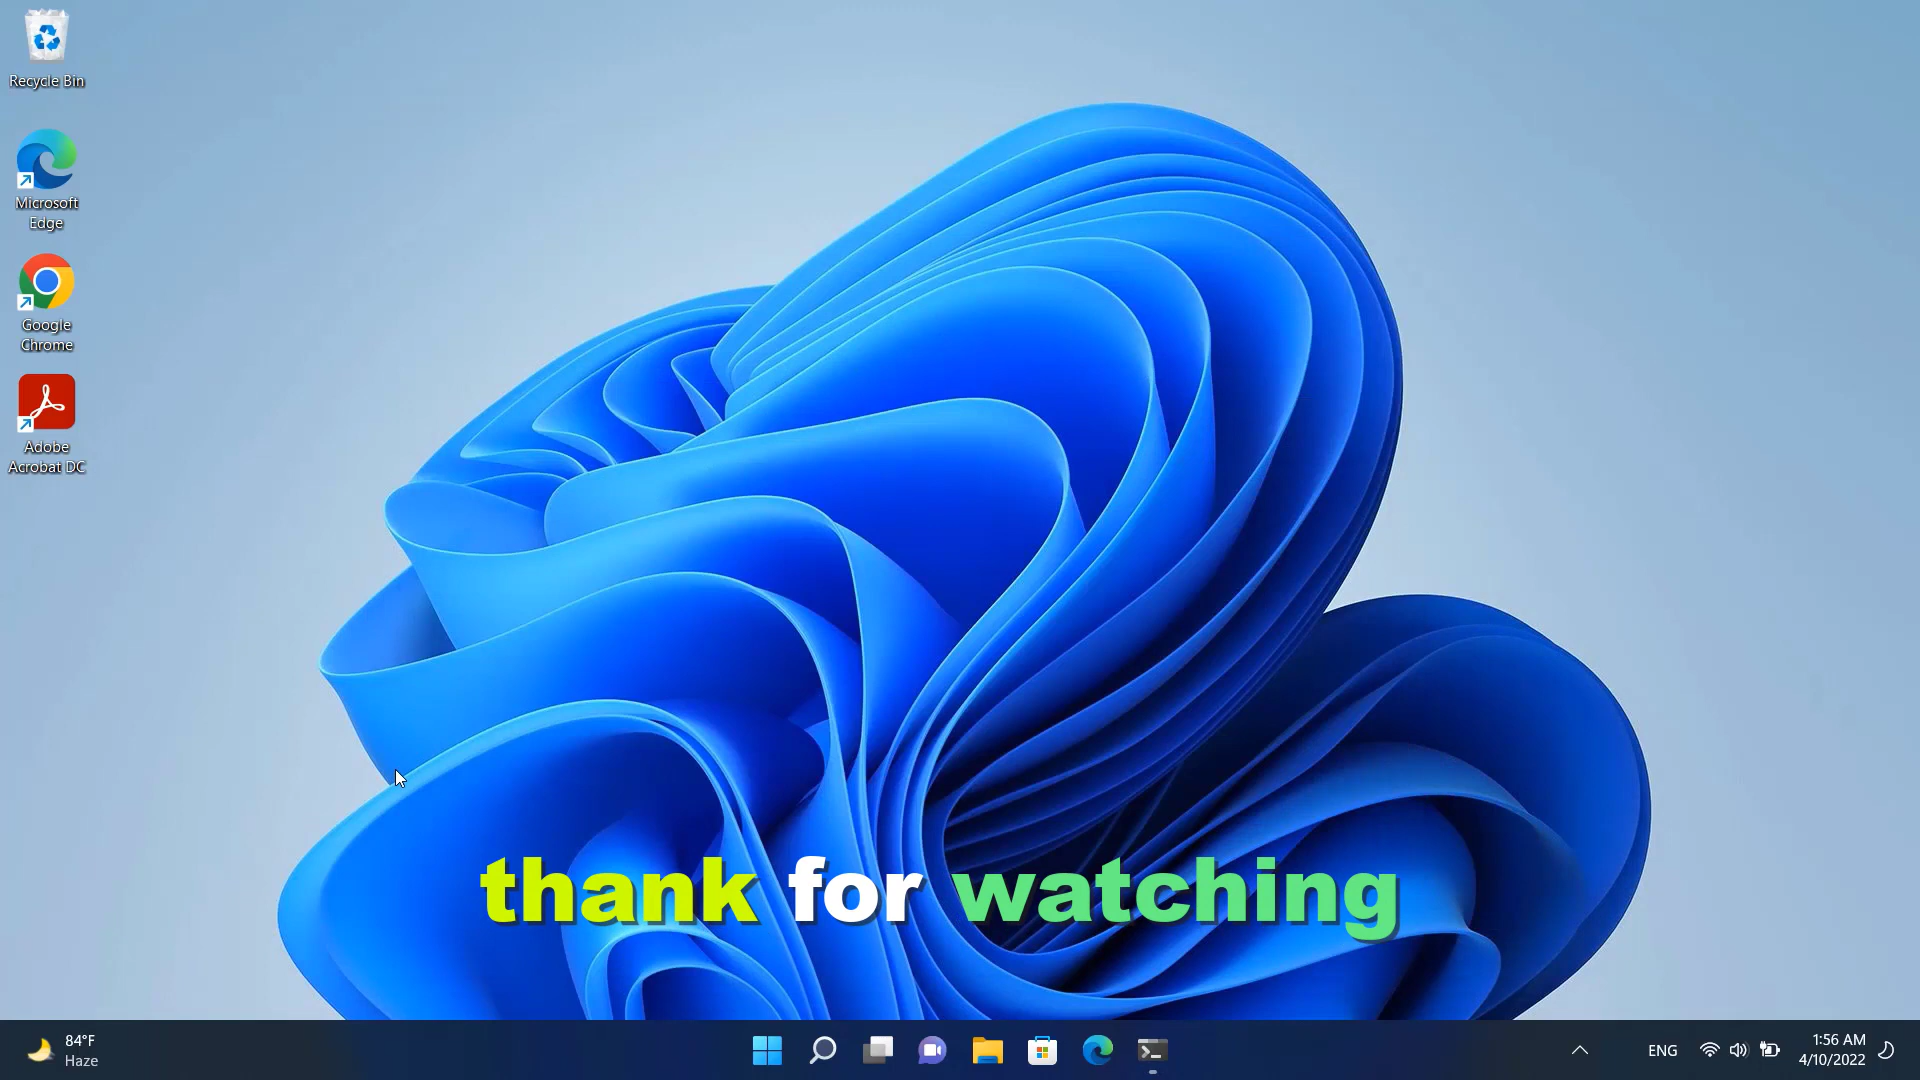 Recycle Bin
Microsoft
Edge
Google
Chrome
Adobe
Acrobat DC
thank for watching
84°F
Haze
ENG
1:56 AM
4/10/2022